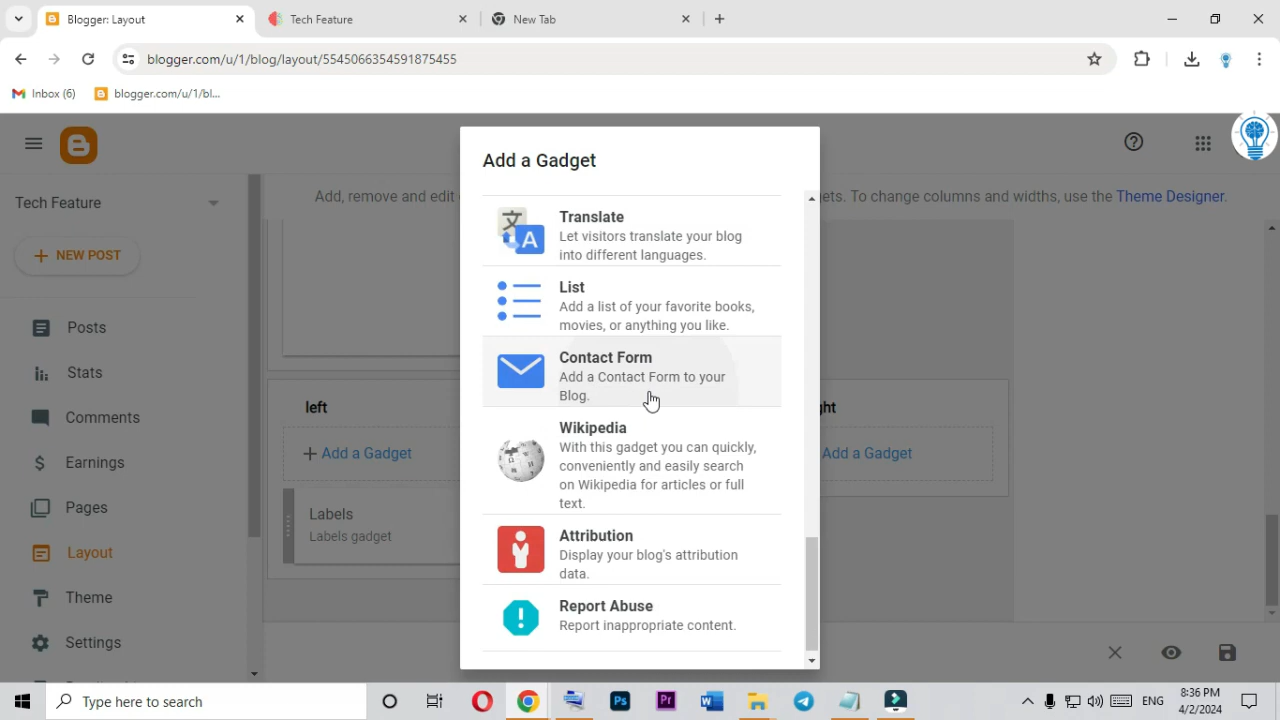 Blogger: Layout
Tech Feature
New Tab
blogger.com/u/1/blog/layout/5545066354591875455
Inbox (6)
blogger.com/u/1/bl...
Add a Gadget
Tech Feature
Add, remove and edit
gets. To change columns and widths, use the Theme Designer.
NEW POST
Posts
Stats
Comments
Earnings
Pages
Layout
Theme
Settings
left
Add a Gadget
Labels
Labels gadget
Translate
Let visitors translate your blog
into different languages.
List
Add a list of your favorite books,
movies, or anything you like.
Contact Form
Add a Contact Form to your
Blog.
Wikipedia
With this gadget you can quickly,
conveniently and easily search
on Wikipedia for articles or full
text.
Attribution
Display your blog's attribution
data.
Report Abuse
Report inappropriate content.
ght
Add a Gadget
Type here to search
Ps
Pr
ENG
8:36 PM
4/2/2024